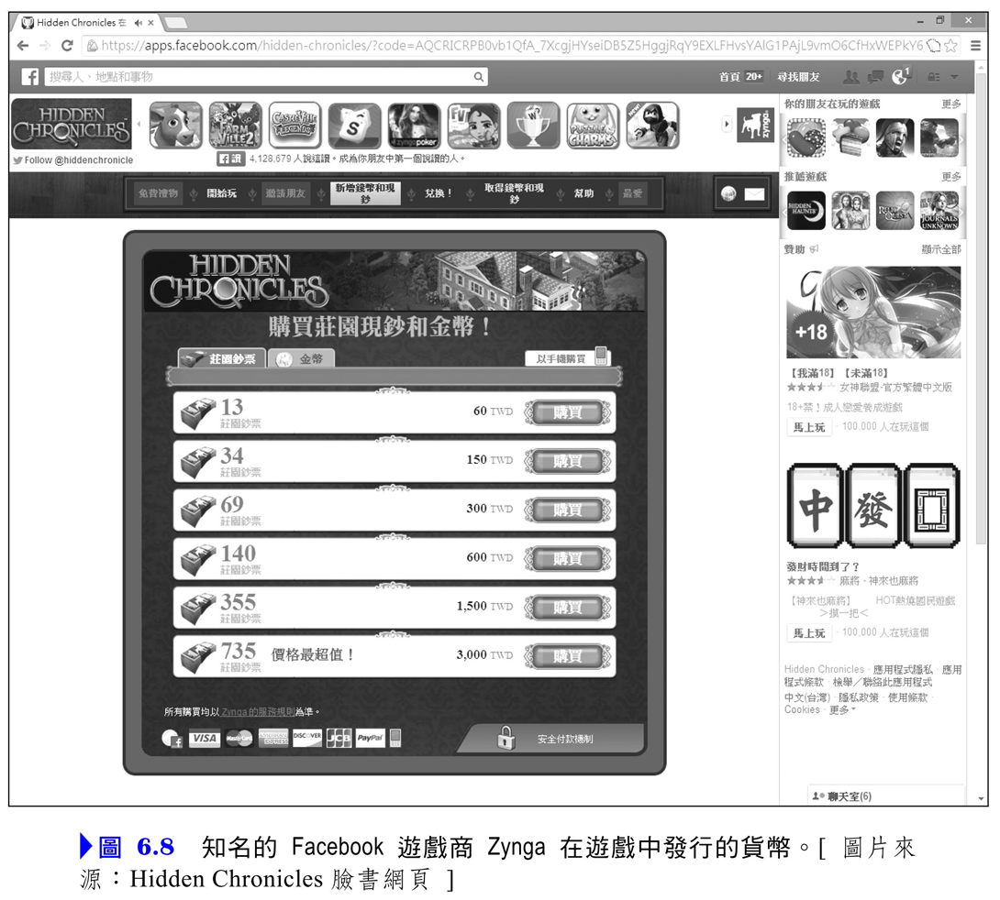 Hidden Chronicles 在
https://apps.facebook.com/hidden-chronicles/?code=AQCRICRPB0vb1QfA_7XcgjHYseiDB5Z5HggjRqY9EXLFHvsYAlG1PAjL9vmO6CfHxWEPkY6
搜尋人、地點和事物
首頁 20+ 尋找朋友
1
HIDDEN CHRONICLES
FARM VILLE 2
CASTLEVILLE LEGENDS
S
zynga poker
FVT
W
PUZZLE CHARMS
NEW
zynga
Follow @hiddenchronicle
讚 4,128,679 人說這讚。成為你朋友中第一個說讚的人。
免費禮物 開始玩 邀請朋友 新增錢幣和現鈔 兌換！ 取得錢幣和現鈔 幫助 最愛
HIDDEN CHRONICLES
購買莊園現鈔和金幣！
莊園鈔票 金幣 以手機購買
13 莊園鈔票 60 TWD 購買
34 莊園鈔票 150 TWD 購買
69 莊園鈔票 300 TWD 購買
140 莊園鈔票 600 TWD 購買
355 莊園鈔票 1,500 TWD 購買
735 莊園鈔票 價格最超值！ 3,000 TWD 購買
所有購買均以 Zynga 的服務規則為準。
VISA MasterCard DISCOVER JCB PayPal
安全付款機制
你的朋友在玩的遊戲 更多
推薦遊戲 更多
HIDDEN HAUNTS
JOURNALS UNKNOWN
贊助 顯示全部
+18
【我滿18】【未滿18】
女神聯盟-官方繁體中文版
18+禁！成人戀愛養成遊戲
馬上玩 · 100.000 人在玩這個
中 發
發財時間到了？
麻將 - 神來也麻將
【神來也麻將】 HOT熱燒國民遊戲
＞摸一把＜
馬上玩 · 100.000 人在玩這個
Hidden Chronicles · 應用程式隱私 · 應用
程式條款 · 檢舉／聯絡此應用程式
中文(台灣) · 隱私政策 · 使用條款 ·
Cookies · 更多
聊天室(6)
圖 6.8 知名的 Facebook 遊戲商 Zynga 在遊戲中發行的貨幣。[ 圖片來
源：Hidden Chronicles 臉書網頁 ]